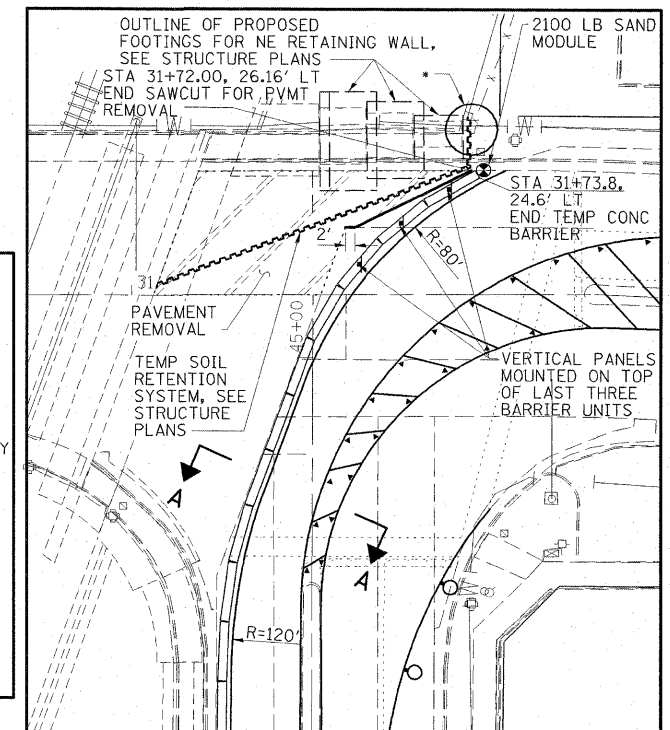 OUTLINE OF PROPOSED
FOOTINGS FOR NE RETAINING WALL,
SEE STRUCTURE PLANS
STA 31+72.00, 26.16' LT
END SAWCUT FOR PVMT
REMOVAL
*
2100 LB SAND
MODULE
STA 31+73.8,
24.6' LT
END TEMP CONC
BARRIER
2'
R=80'
31
PAVEMENT
REMOVAL
45+00
TEMP SOIL
RETENTION
SYSTEM, SEE
STRUCTURE
PLANS
VERTICAL PANELS
MOUNTED ON TOP
OF LAST THREE
BARRIER UNITS
Y
A
A
R=120'